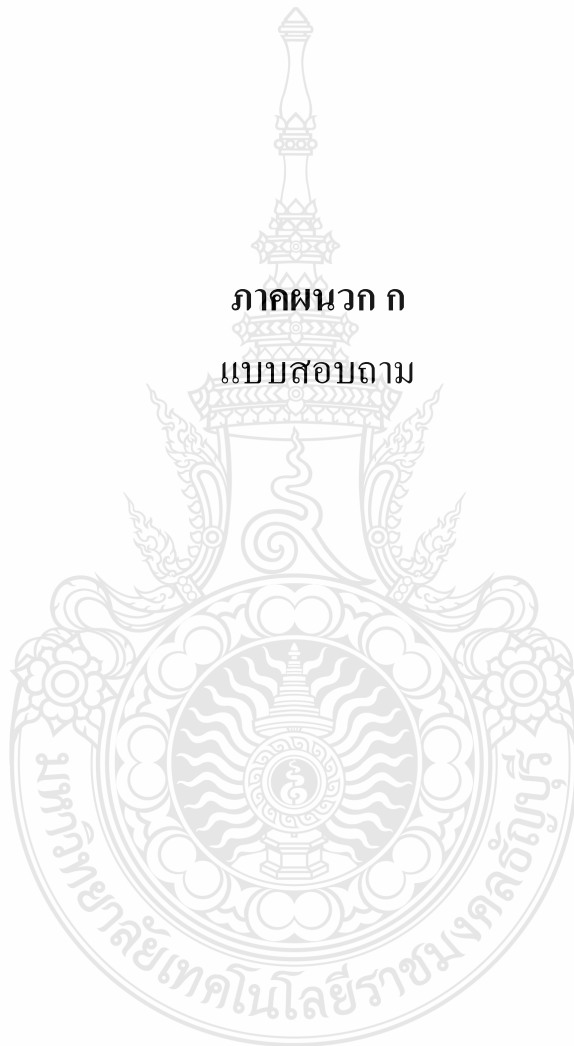 ภาคผนวก ก
แบบสอบถาม
มหาวิทยาลัยเทคโนโลยีราชมงคลธัญบุรี